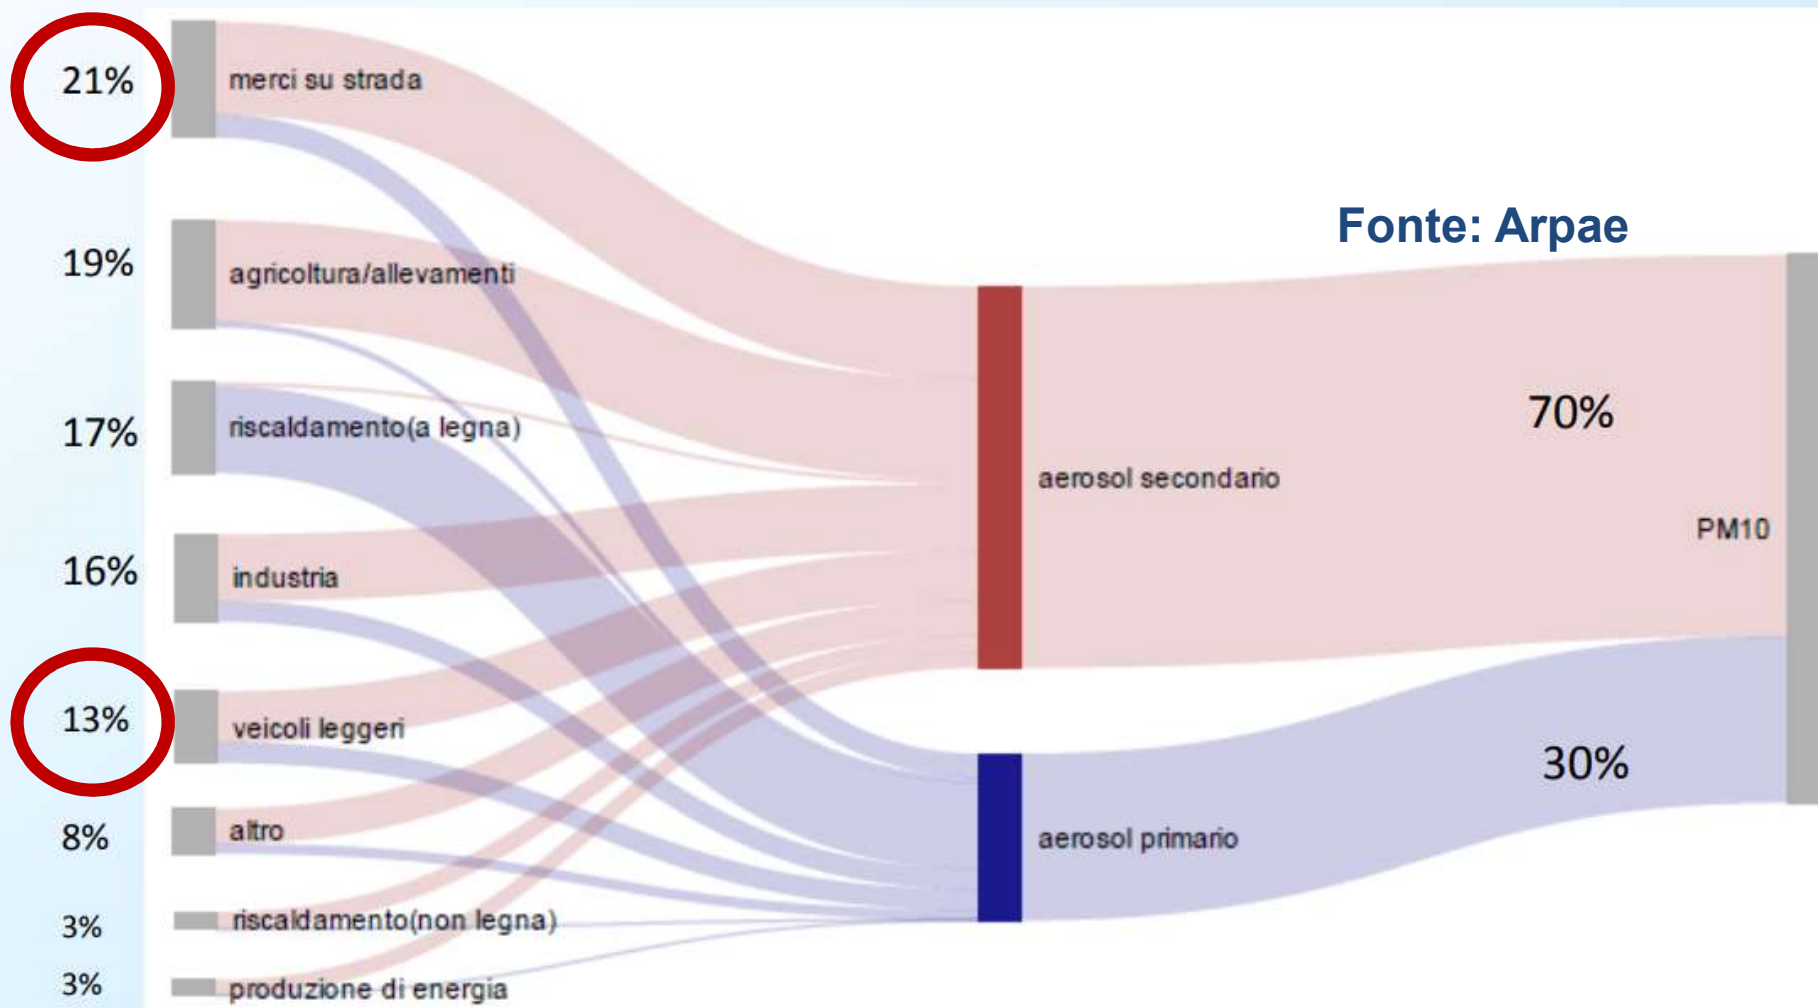 21%
merci su strada
19%
agricoltura/allevamenti
17%
riscaldamento(a legna)
16%
industria
13%
veicoli leggeri
8%
altro
3%
riscaldamento(non legna)
3%
produzione di energia
aerosol secondario
aerosol primario
Fonte: Arpae
70%
30%
PM10